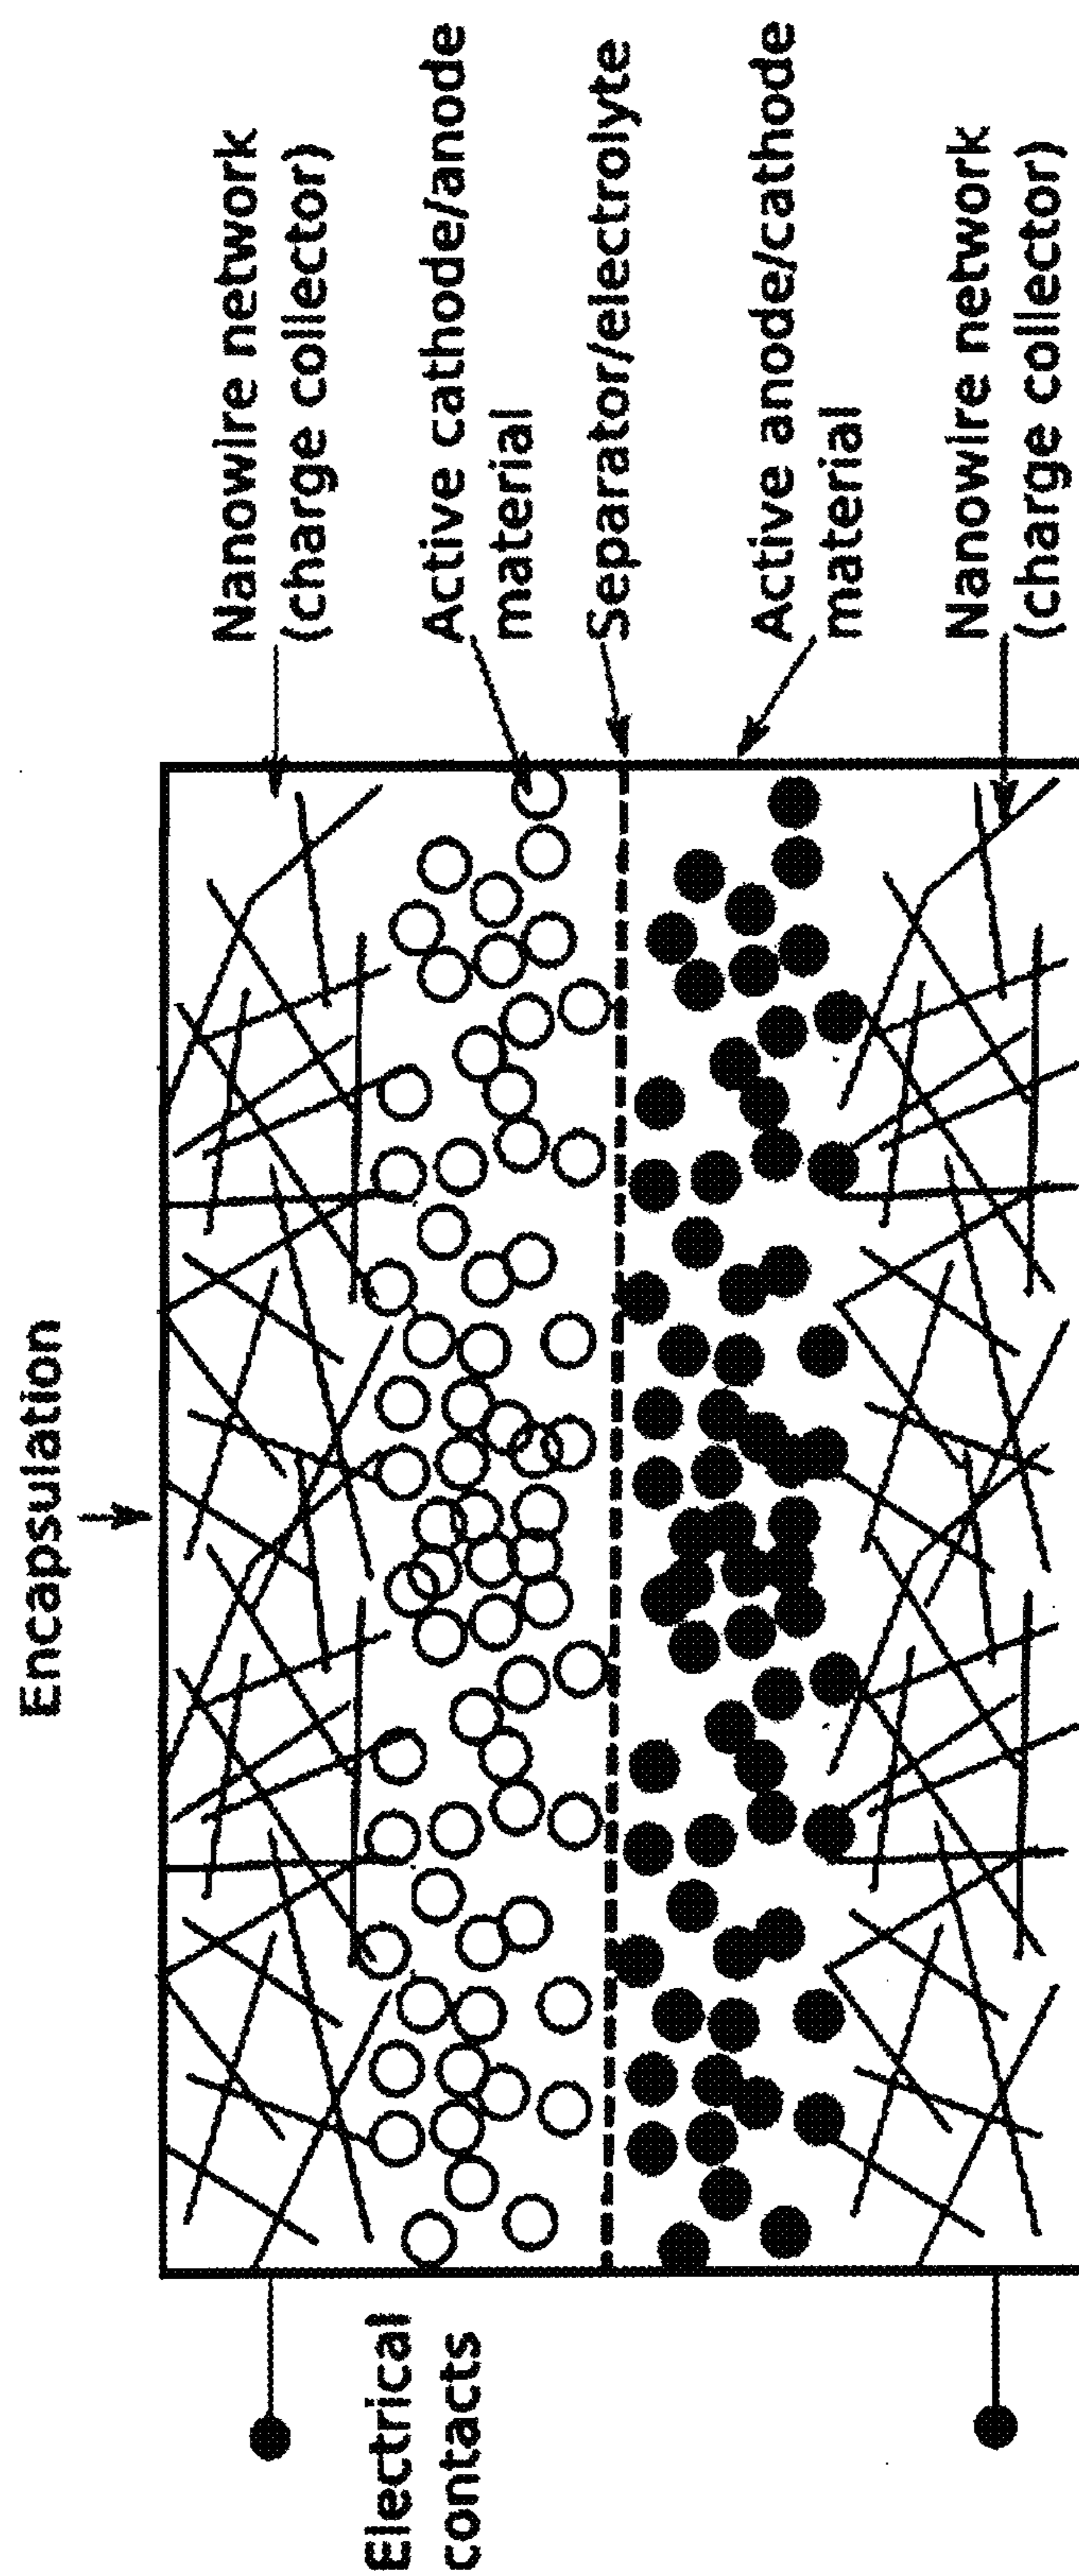 Encapsulation
Nanowire network
(charge collector)
Active cathode/anode
material
Separator/electrolyte
Active anode/cathode
material
Nanowire network
(charge collector)
Electrical
contacts